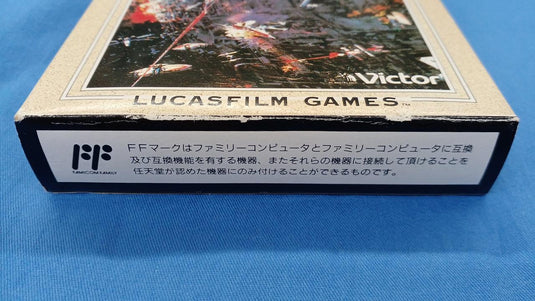 Victor
LUCASFILM GAMES™
FF
FAMICOM FAMILY
FFマークはファミリーコンピュータとファミリーコンピュータに互換
及び互換機能を有する機器、またそれらの機器に接続して頂けることを
任天堂が認めた機器にのみ付けることができるものです。